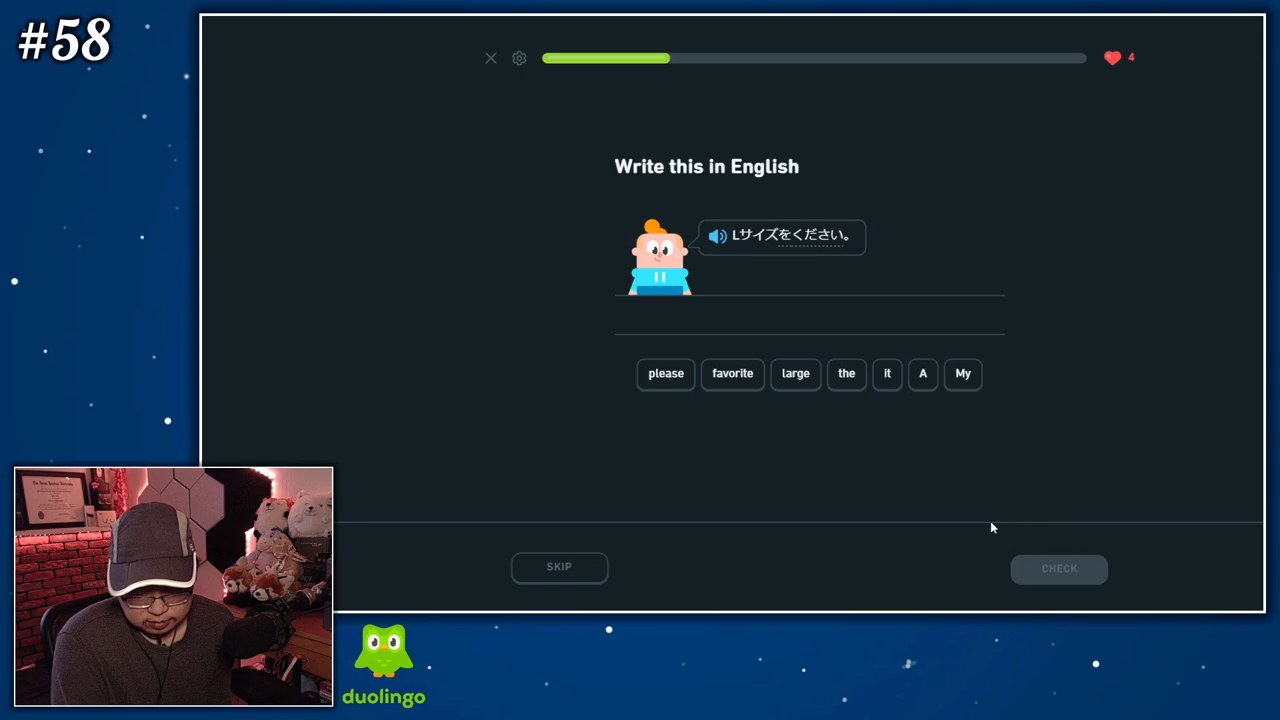 #58
4
Write this in English
Lサイズをください。
please favorite large the it A My
SKIP
CHECK
duolingo